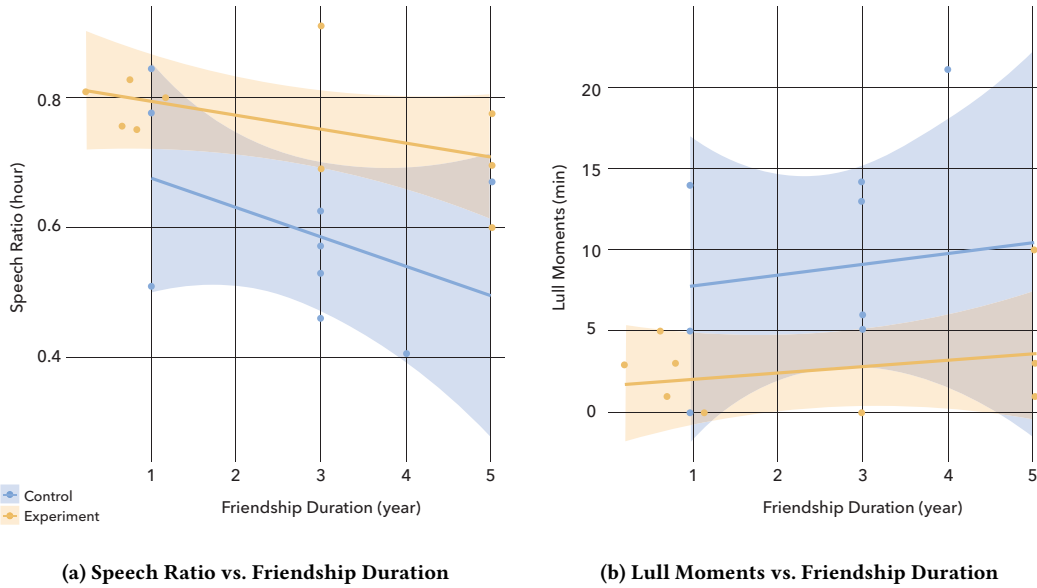 0.8
0.6
0.4
Speech Ratio (hour)
1 2 3 4 5
Friendship Duration (year)
Control
Experiment
(a) Speech Ratio vs. Friendship Duration
20
15
10
5
0
Lull Moments (min)
1 2 3 4 5
Friendship Duration (year)
(b) Lull Moments vs. Friendship Duration